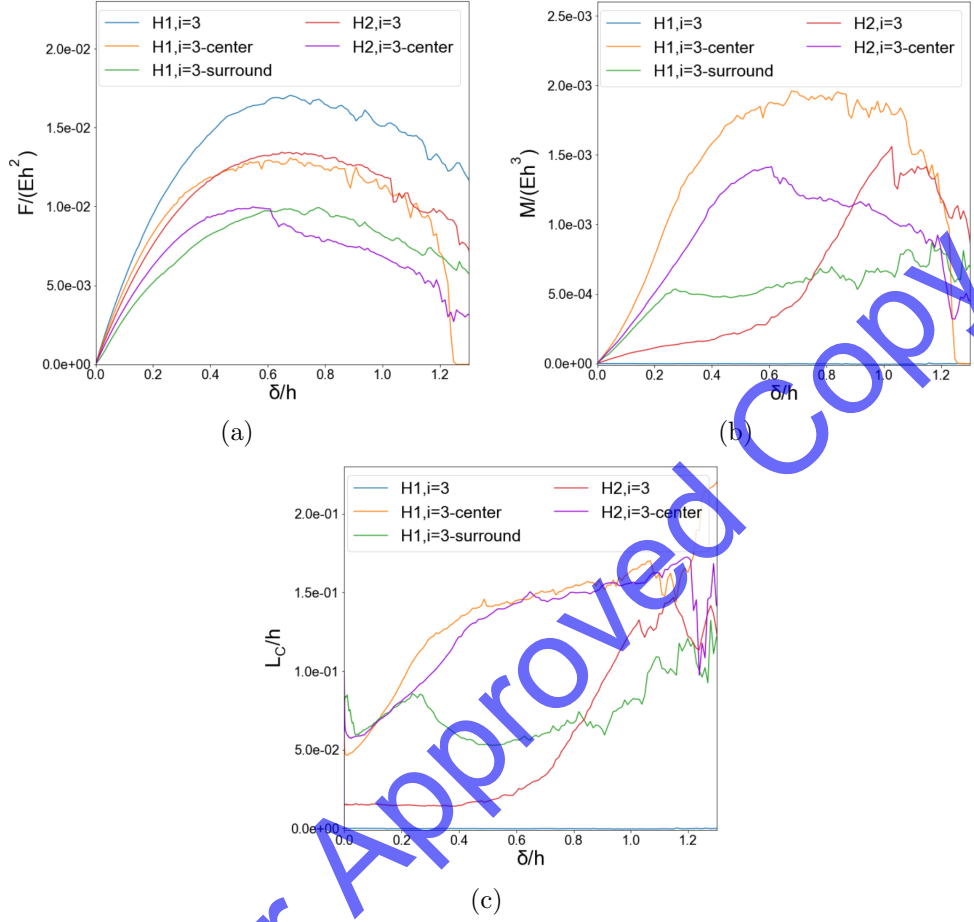 H1,i=3
H2,i=3
H1,i=3-center
H2,i=3-center
H1,i=3-surround
2.0e-02
1.5e-02
1.0e-02
5.0e-03
0.0e+00
F/(Eh²)
0.0 0.2 0.4 0.6 0.8 1.0 1.2
δ/h
(a)
H1,i=3
H2,i=3
H1,i=3-center
H2,i=3-center
H1,i=3-surround
2.5e-03
2.0e-03
1.5e-03
1.0e-03
5.0e-04
0.0e+00
M/(Eh³)
0.0 0.2 0.4 0.6 0.8 1.0 1.2
δ/h
(b)
H1,i=3
H2,i=3
H1,i=3-center
H2,i=3-center
H1,i=3-surround
2.0e-01
1.5e-01
1.0e-01
5.0e-02
0.0e+00
L_C/h
0.0 0.2 0.4 0.6 0.8 1.0 1.2
δ/h
(c)
r Approved Copy